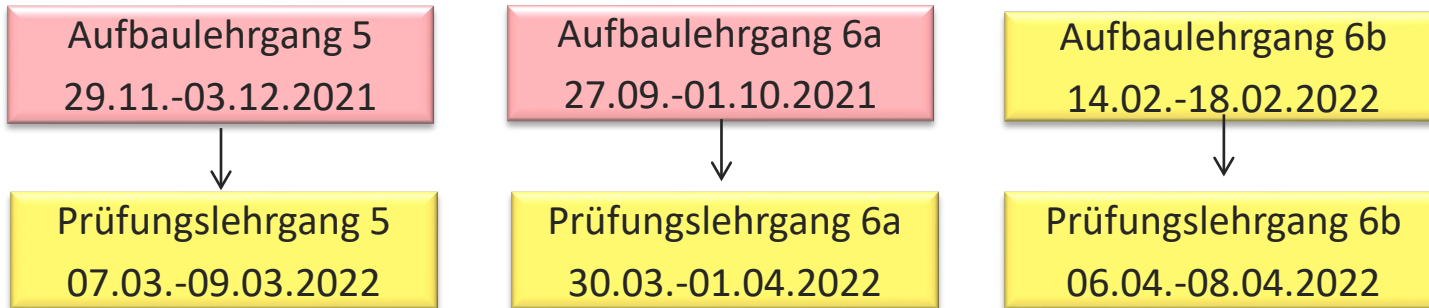 Aufbaulehrgang 5
29.11.-03.12.2021
Aufbaulehrgang 6a
27.09.-01.10.2021
Aufbaulehrgang 6b
14.02.-18.02.2022
Prüfungslehrgang 5
07.03.-09.03.2022
Prüfungslehrgang 6a
30.03.-01.04.2022
Prüfungslehrgang 6b
06.04.-08.04.2022